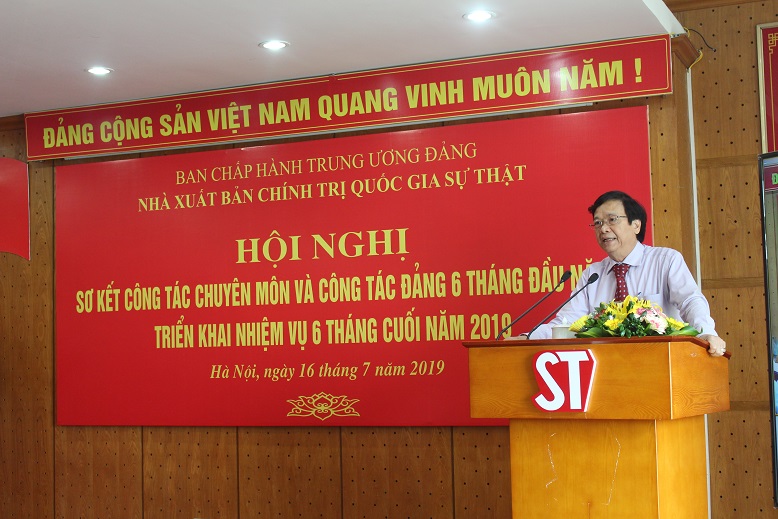 ĐẢNG CỘNG SẢN VIỆT NAM QUANG VINH MUÔN NĂM !
BAN CHẤP HÀNH TRUNG ƯƠNG ĐẢNG
NHÀ XUẤT BẢN CHÍNH TRỊ QUỐC GIA SỰ THẬT
HỘI NGHỊ
SƠ KẾT CÔNG TÁC CHUYÊN MÔN VÀ CÔNG TÁC ĐẢNG 6 THÁNG ĐẦU NĂM
TRIỂN KHAI NHIỆM VỤ 6 THÁNG CUỐI NĂM 2019
Hà Nội, ngày 16 tháng 7 năm 2019
ST